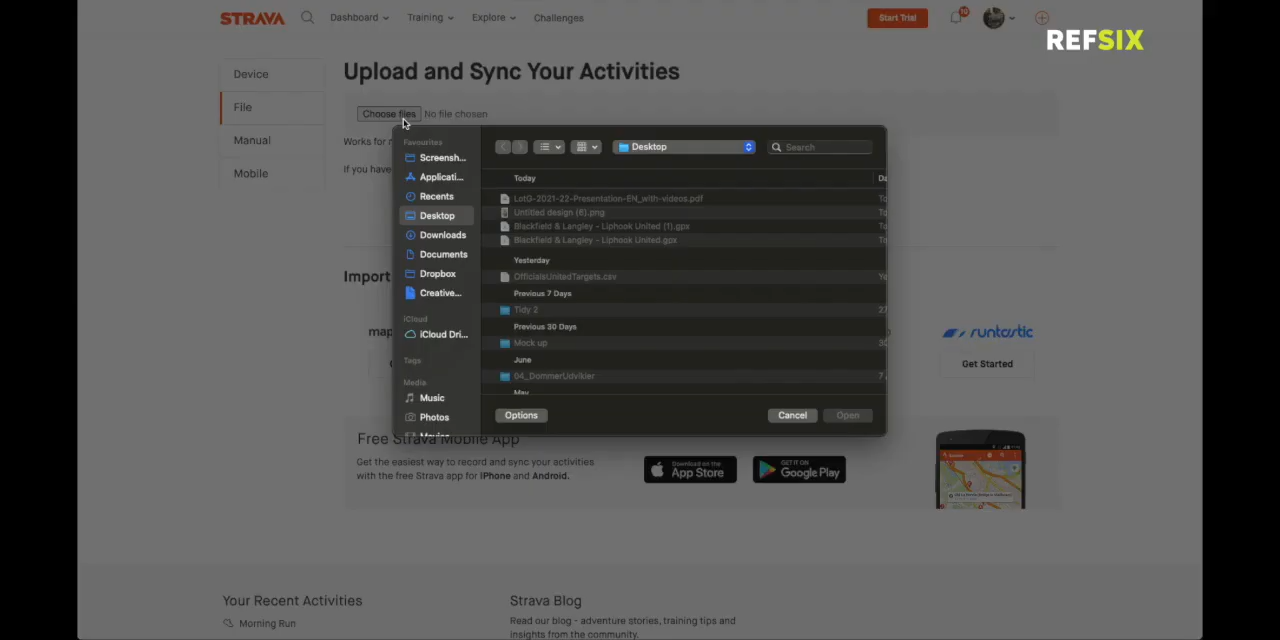 STRAVA Dashboard Training Explore Challenges Start Trial
REFSIX
Upload and Sync Your Activities
Device
File
Manual
Mobile
Choose files No file chosen
Works for
If you have
Favourites
Screensh...
Applicati...
Recents
Desktop
Downloads
Documents
Dropbox
Creative...
iCloud
iCloud Dri...
Tags
Media
Music
Photos
Movies
Desktop
Search
Today
LotG-2021-22-Presentation-EN_with-videos.pdf
Untitled design (6).png
Blackfield & Langley - Liphook United (1).gpx
Blackfield & Langley - Liphook United.gpx
Yesterday
OfficialsUnitedTargets.csv
Previous 7 Days
Tidy 2
Previous 30 Days
Mock up
June
04_DommerUdvikler
May
Options
Cancel
Open
Import
map
runtastic
Get Started
Free Strava Mobile App
Get the easiest way to record and sync your activities
with the free Strava app for iPhone and Android.
Download on the
App Store
GET IT ON
Google Play
Your Recent Activities
Morning Run
Strava Blog
Read our blog - adventure stories, training tips and
insights from the community.